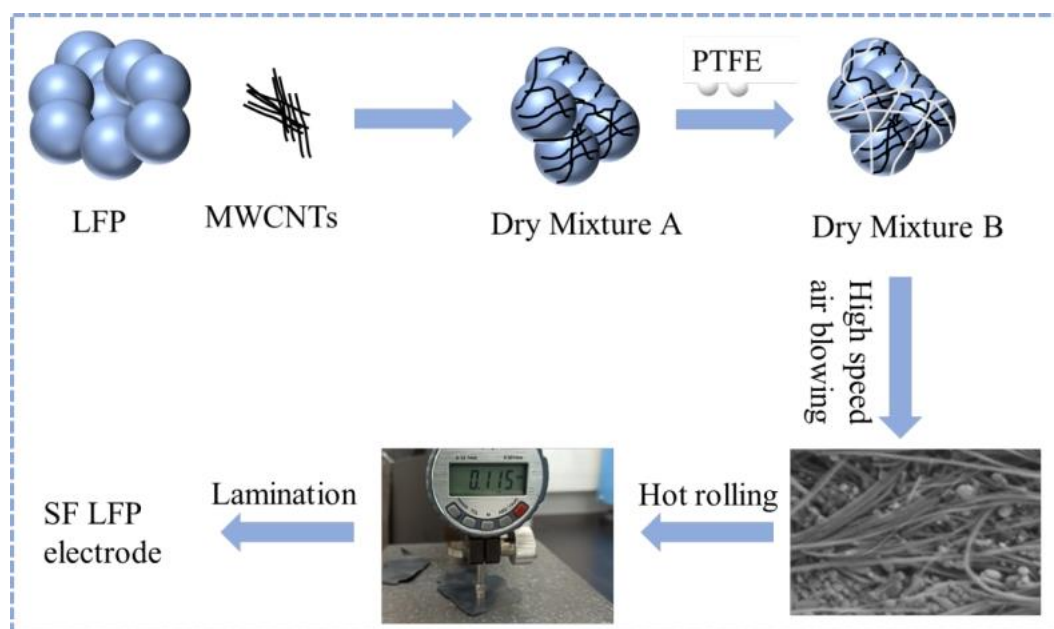 PTFE
LFP
MWCNTs
Dry Mixture A
Dry Mixture B
High speed
air blowing
Hot rolling
0.115
Lamination
SF LFP
electrode